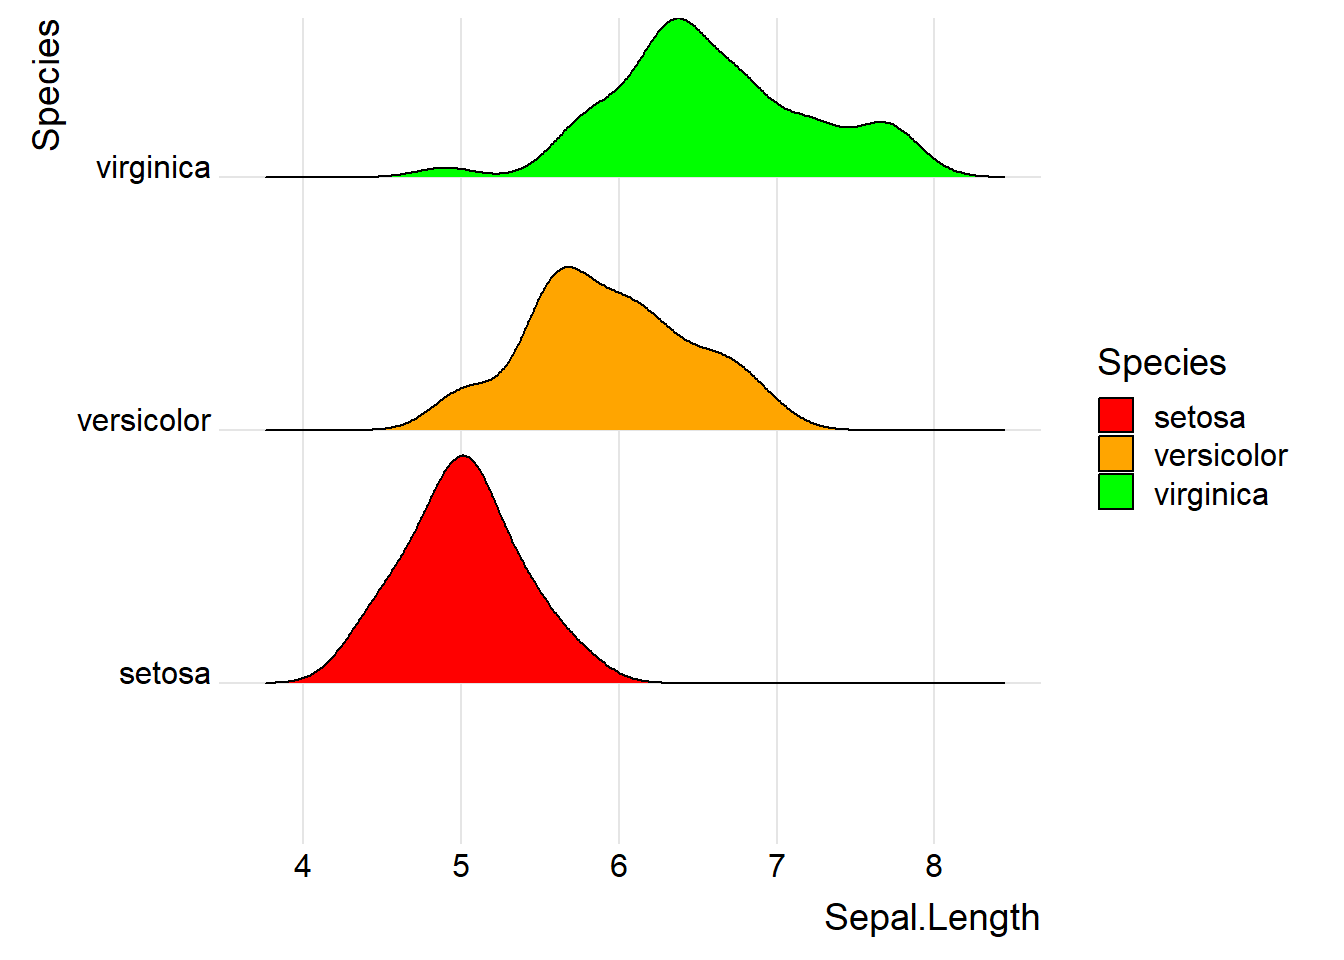 Species
virginica
versicolor
setosa
4 5 6 7 8
Sepal.Length
Species
setosa
versicolor
virginica